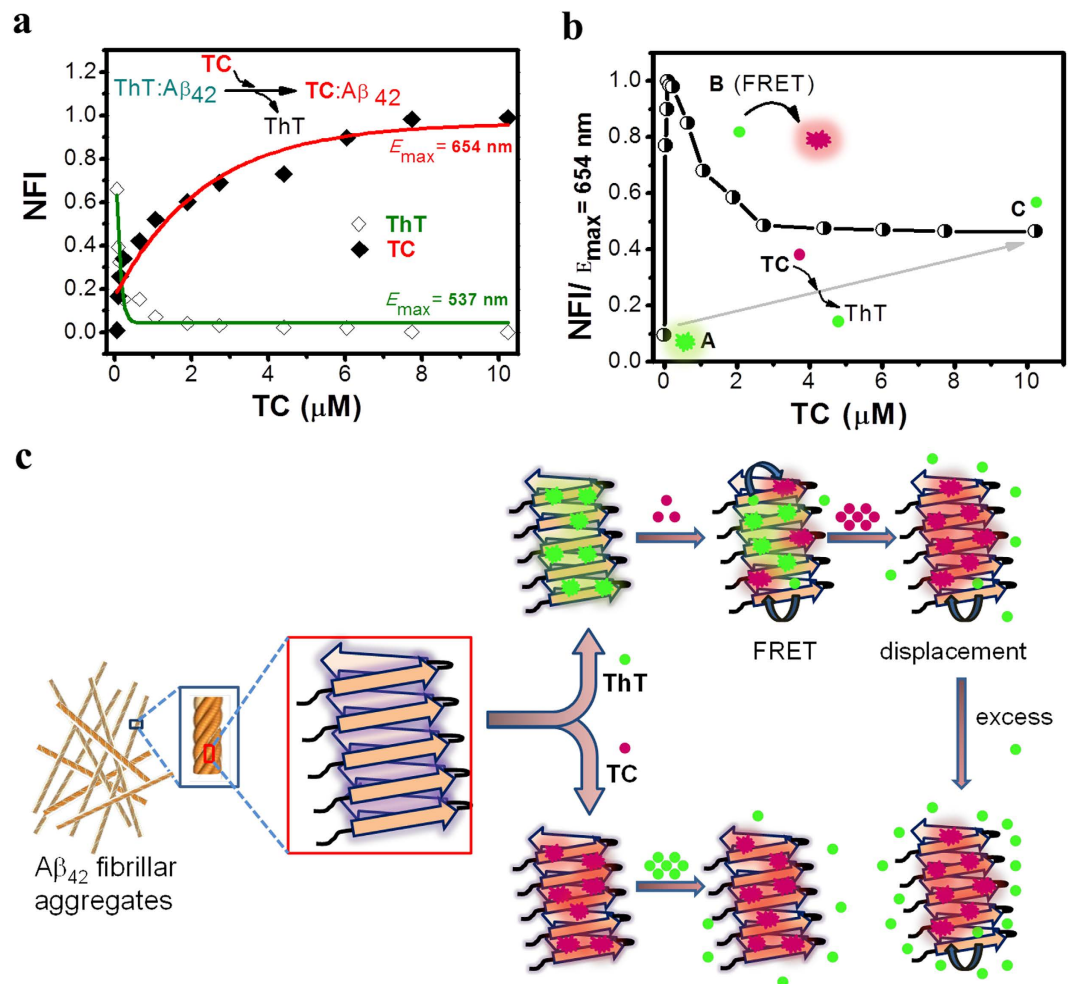 a
NFI
1.2
1.0
0.8
0.6
0.4
0.2
0.0
TC
ThT:Aβ42 TC:Aβ 42
ThT
Emax= 654 nm
ThT
TC
Emax= 537 nm
0 2 4 6 8 10
TC (μM)
b
NFI/ Emax= 654 nm
1.0
0.8
0.6
0.4
0.2
0.0
B (FRET)
C
TC
ThT
A
0 2 4 6 8 10
TC (μM)
c
FRET
displacement
ThT
TC
excess
Aβ42 fibrillar
aggregates